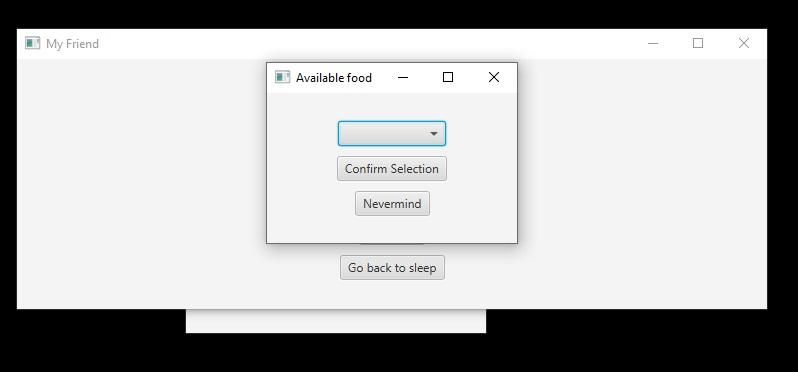 My Friend
Available food
Confirm Selection
Nevermind
Go back to sleep